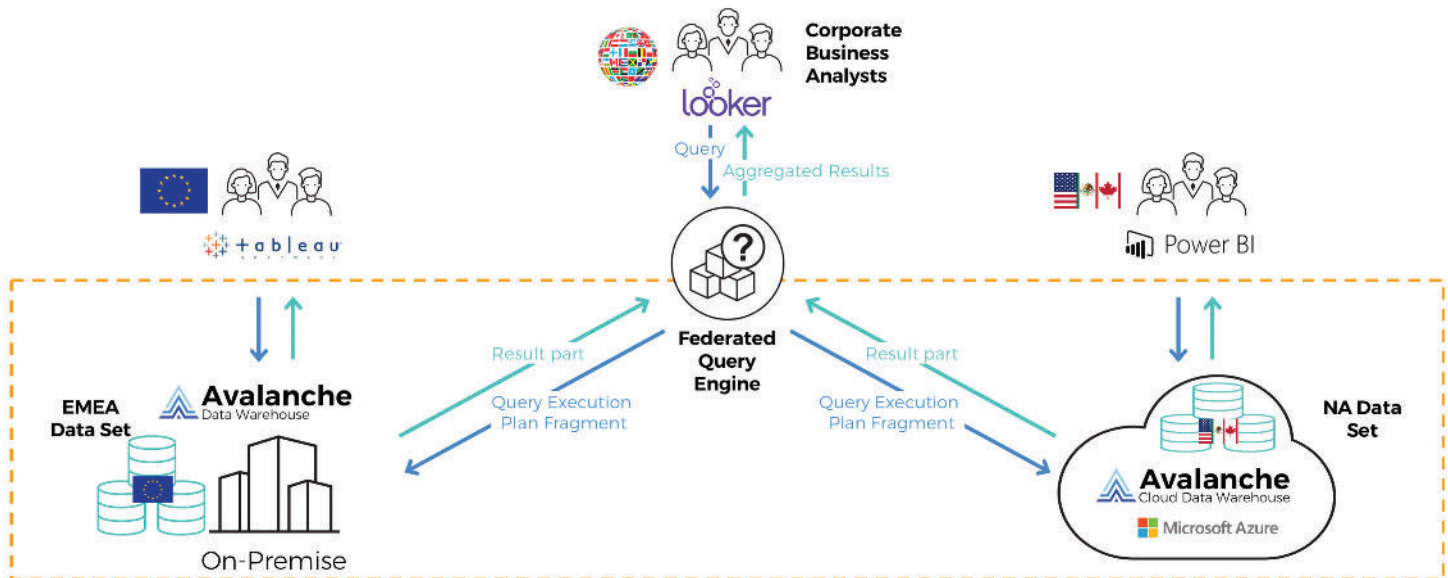 Corporate
Business
Analysts
looker
Query
Aggregated Results
+ableau
SOFTWARE
Power BI
Federated
Query
Engine
Result part
Result part
Query Execution
Plan Fragment
Query Execution
Plan Fragment
EMEA
Data Set
Avalanche
Data Warehouse
On-Premise
NA Data
Set
Avalanche
Cloud Data Warehouse
Microsoft Azure